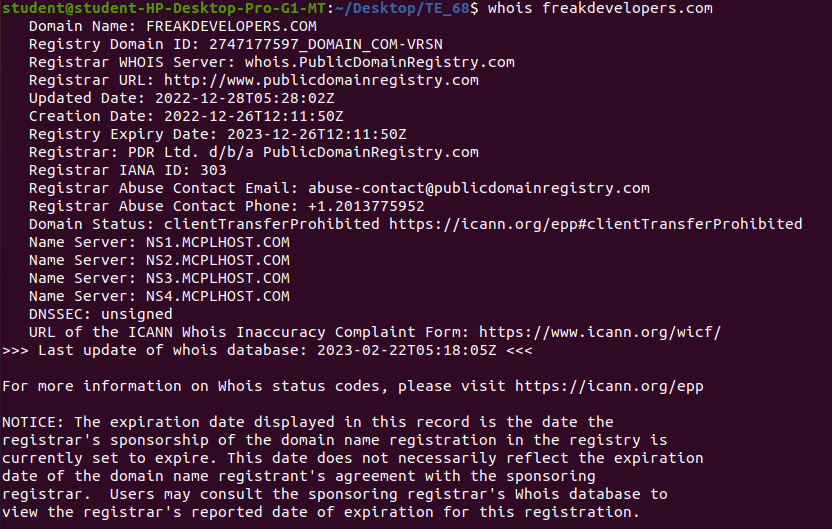 student@student-HP-Desktop-Pro-G1-MT:~/Desktop/TE_68$ whois freakdevelopers.com
Domain Name: FREAKDEVELOPERS.COM
Registry Domain ID: 2747177597_DOMAIN_COM-VRSN
Registrar WHOIS Server: whois.PublicDomainRegistry.com
Registrar URL: http://www.publicdomainregistry.com
Updated Date: 2022-12-28T05:28:02Z
Creation Date: 2022-12-26T12:11:50Z
Registry Expiry Date: 2023-12-26T12:11:50Z
Registrar: PDR Ltd. d/b/a PublicDomainRegistry.com
Registrar IANA ID: 303
Registrar Abuse Contact Email: abuse-contact@publicdomainregistry.com
Registrar Abuse Contact Phone: +1.2013775952
Domain Status: clientTransferProhibited https://icann.org/epp#clientTransferProhibited
Name Server: NS1.MCPLHOST.COM
Name Server: NS2.MCPLHOST.COM
Name Server: NS3.MCPLHOST.COM
Name Server: NS4.MCPLHOST.COM
DNSSEC: unsigned
URL of the ICANN Whois Inaccuracy Complaint Form: https://www.icann.org/wicf/
>>> Last update of whois database: 2023-02-22T05:18:05Z <<<
For more information on Whois status codes, please visit https://icann.org/epp
NOTICE: The expiration date displayed in this record is the date the
registrar's sponsorship of the domain name registration in the registry is
currently set to expire. This date does not necessarily reflect the expiration
date of the domain name registrant's agreement with the sponsoring
registrar.  Users may consult the sponsoring registrar's Whois database to
view the registrar's reported date of expiration for this registration.